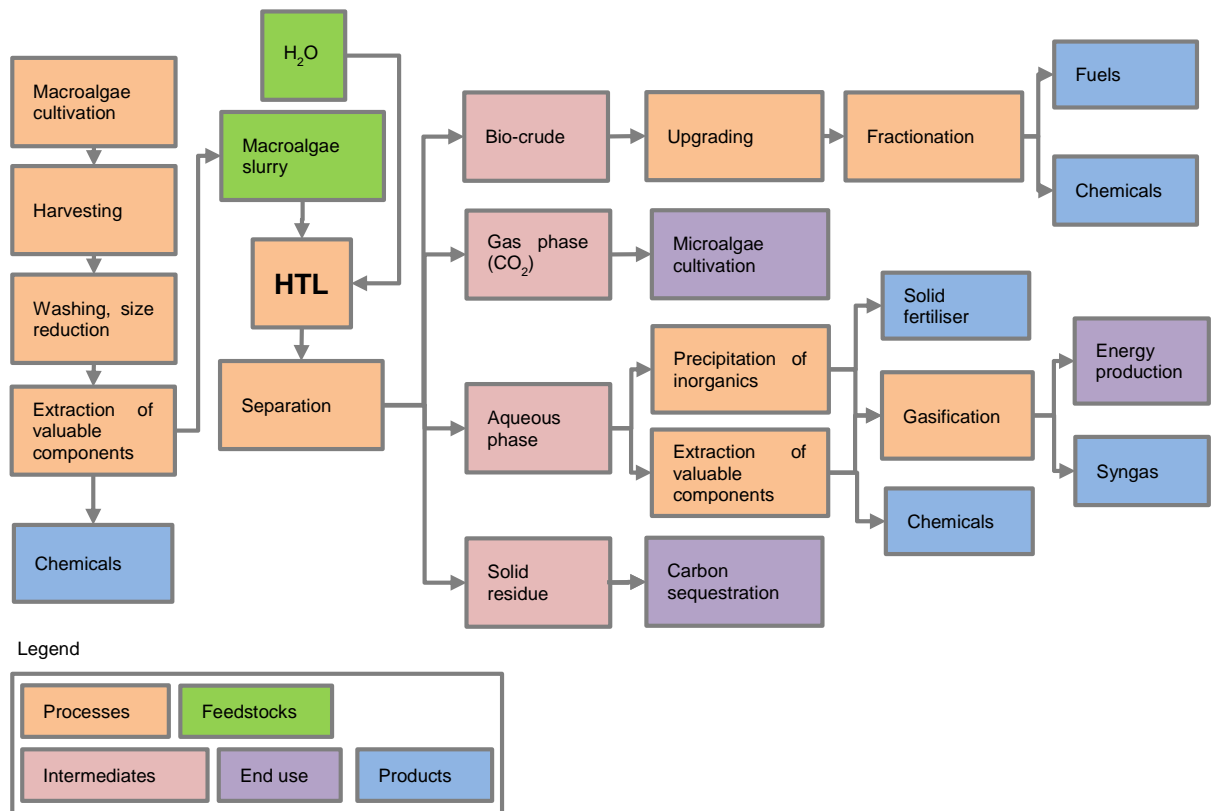 H₂O
Macroalgae
cultivation
Harvesting
Washing, size
reduction
Extraction of
valuable
components
Chemicals
Macroalgae
slurry
HTL
Separation
Bio-crude
Upgrading
Fractionation
Fuels
Chemicals
Gas phase
(CO₂)
Microalgae
cultivation
Aqueous
phase
Precipitation of
inorganics
Extraction of
valuable
components
Solid
fertiliser
Gasification
Chemicals
Energy
production
Syngas
Solid
residue
Carbon
sequestration
Legend
Processes
Feedstocks
Intermediates
End use
Products